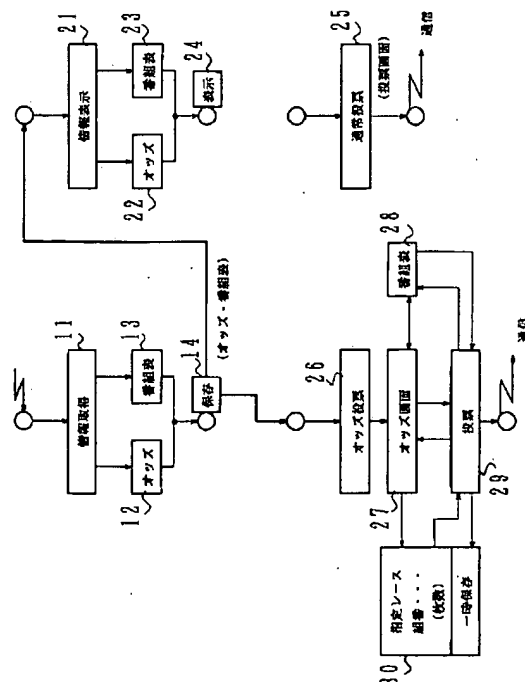 11
情報取得
12
オッズ
13
番組表
14
保存
(オッズ・番組表)
21
情報表示
22
オッズ
23
番組表
24
表示
25
通常投票
(投票画面)
通信
26
オッズ投票
27
オッズ画面
28
番組表
29
投票
通信
30
指定レース
組番・・・
(枚数)
一時保存